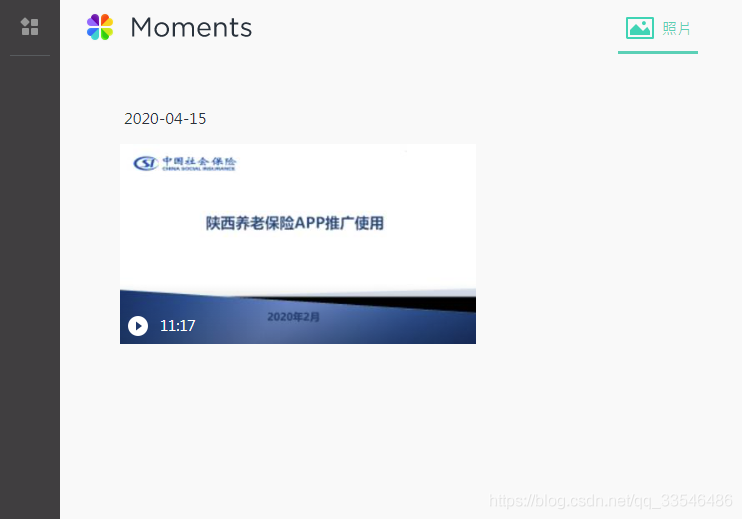 Moments
照片
2020-04-15
中国社会保险
CHINA SOCIAL INSURANCE
陕西养老保险APP推广使用
2020年2月
11:17
https://blog.csdn.net/qq_33546486